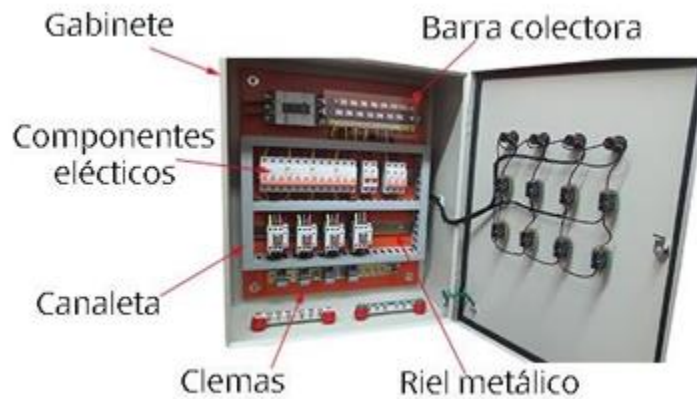 Gabinete
Barra colectora
Componentes
elécticos
Canaleta
Clemas
Riel metálico